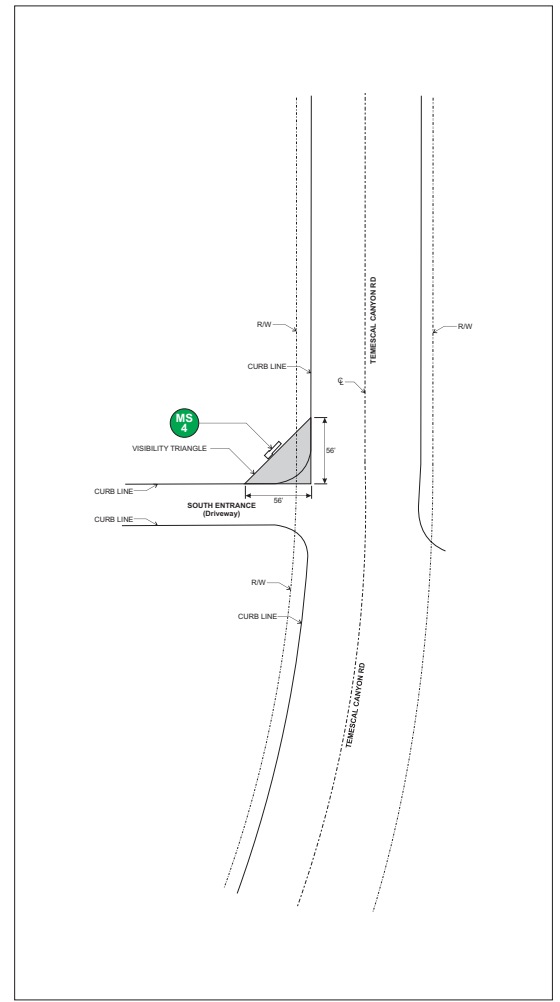 TEMESCAL CANYON RD
R/W
R/W
CURB LINE
℄
MS
4
VISIBILITY TRIANGLE
56'
CURB LINE
56'
SOUTH ENTRANCE
(Driveway)
CURB LINE
R/W
CURB LINE
TEMESCAL CANYON RD